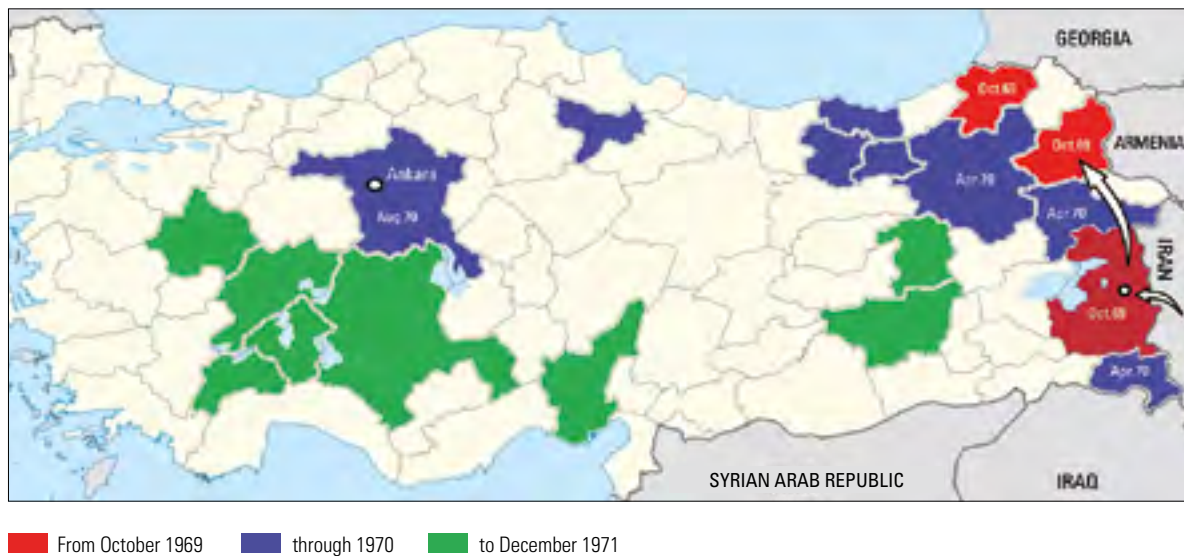 GEORGIA
Oct.69
ARMENIA
Oct.69
Ankara
Apr.70
Aug.70
Apr.70
IRAN
Oct.69
Apr.70
SYRIAN ARAB REPUBLIC
IRAQ
From October 1969
through 1970
to December 1971